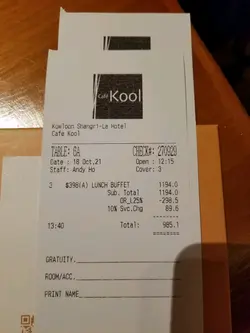 Café Kool
Kowloon Shangri-La Hotel
Cafe Kool
TABLE: 6A CHECK#: 270929
Date : 18 Oct.21 Open : 12:15
Staff: Andy Ho Cover: 3
3 $398(A) LUNCH BUFFET 1194.0
Sub. Total 1194.0
OR_L25% -298.5
10% Svc.Chg 89.6
13:40 Total: 985.1
GRATUITY.
ROOM/ACC.
PRINT NAME